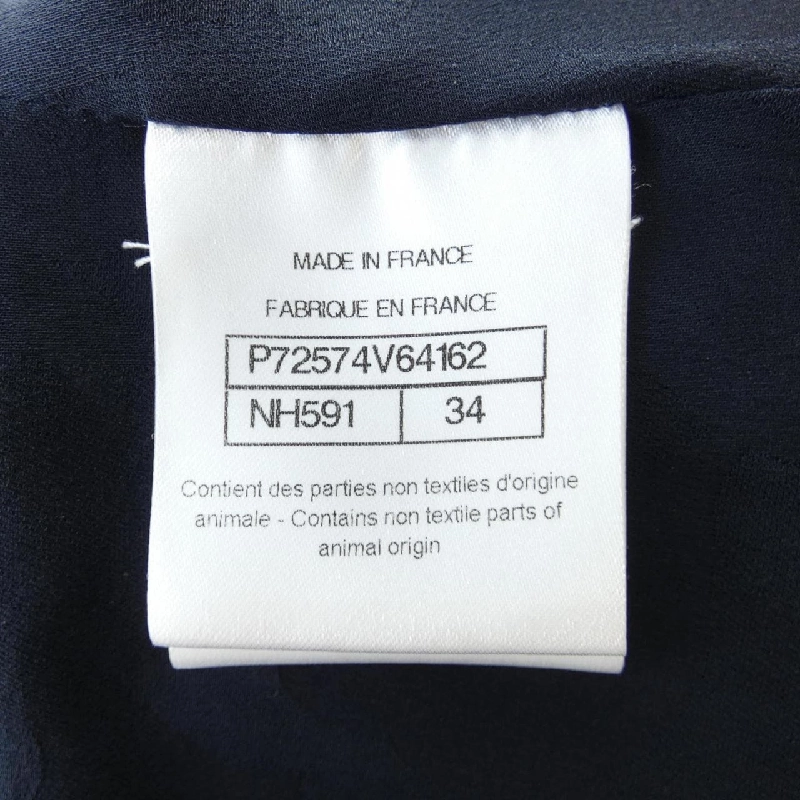 MADE IN FRANCE
FABRIQUE EN FRANCE
P72574V64162
NH591 34
Contient des parties non textiles d'origine
animale - Contains non textile parts of
animal origin